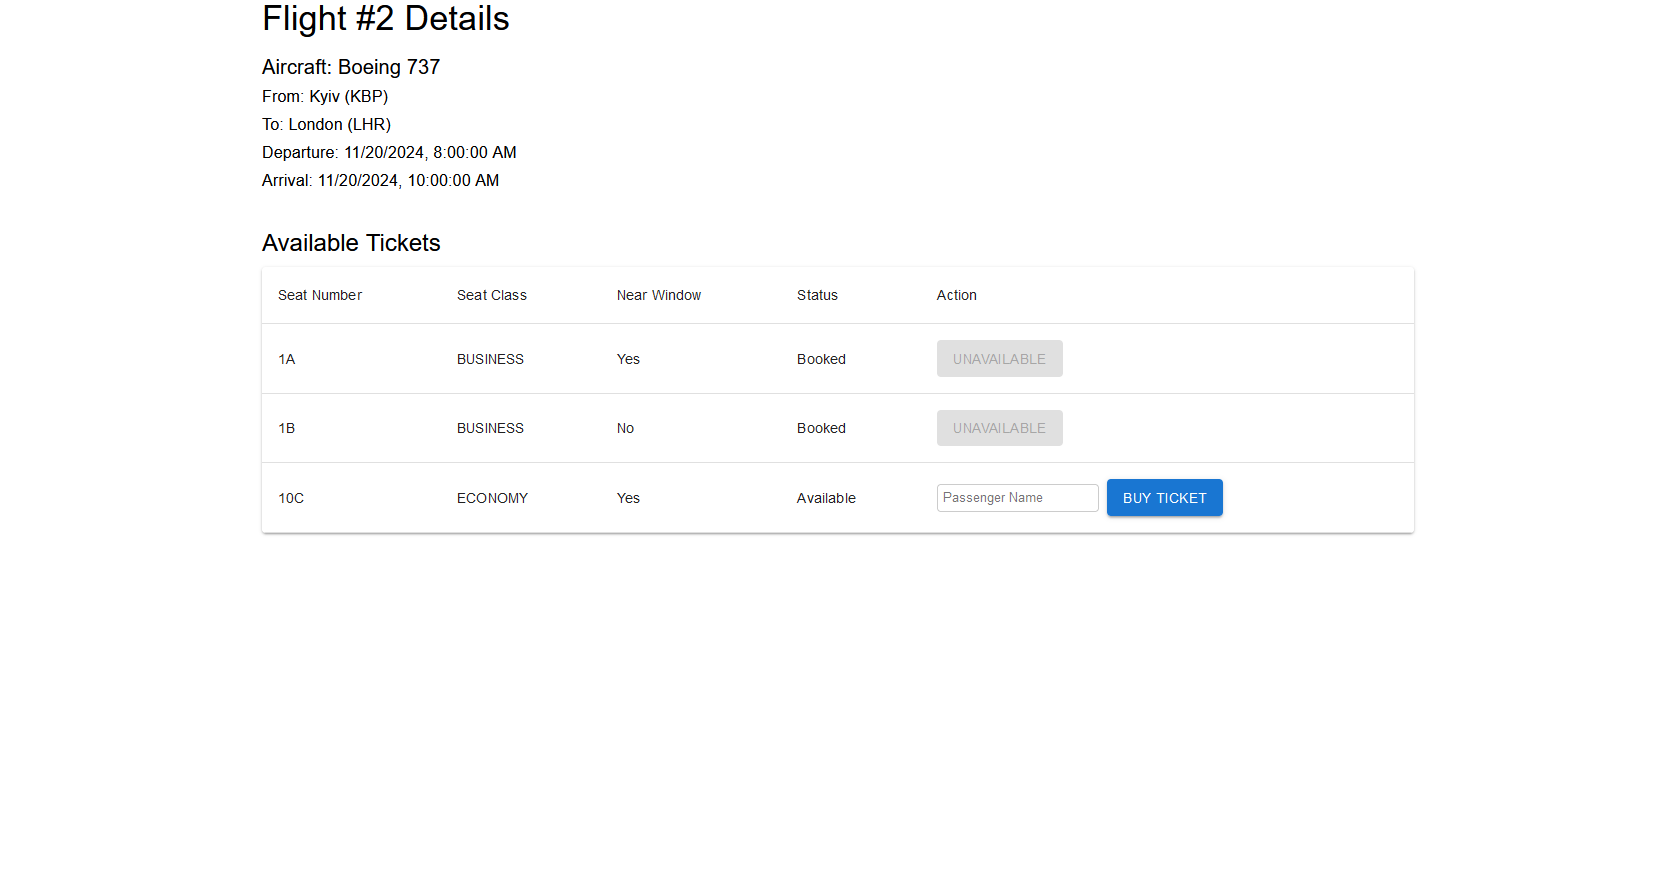 Flight #2 Details
Aircraft: Boeing 737
From: Kyiv (KBP)
To: London (LHR)
Departure: 11/20/2024, 8:00:00 AM
Arrival: 11/20/2024, 10:00:00 AM
Available Tickets
Seat Number Seat Class Near Window Status Action
1A BUSINESS Yes Booked UNAVAILABLE
1B BUSINESS No Booked UNAVAILABLE
10C ECONOMY Yes Available Passenger Name BUY TICKET